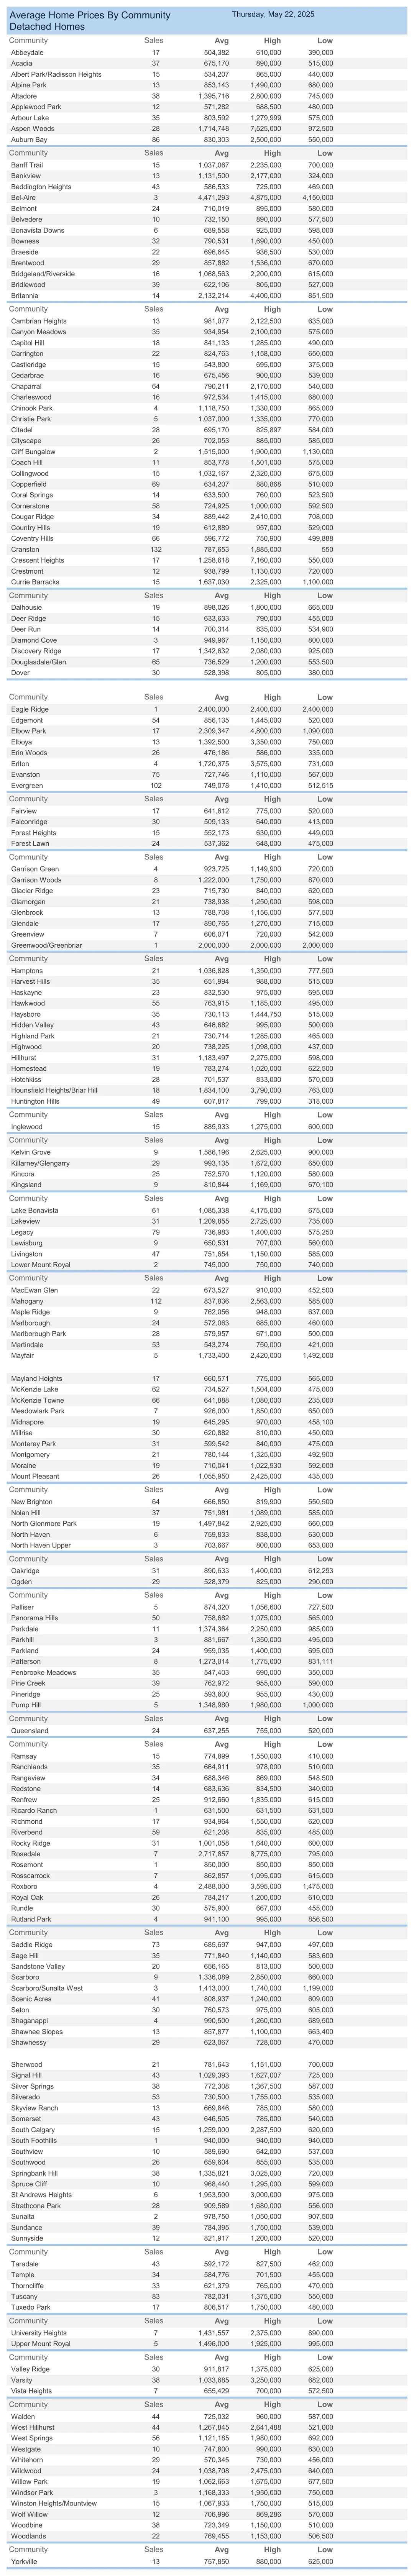 Average Home Prices By Community Thursday, May 22, 2025
Detached Homes
Community Sales Avg High Low
Abbeydale 17 504,382 610,000 390,000
Acadia 37 675,170 890,000 515,000
Albert Park/Radisson Heights 15 534,207 865,000 440,000
Alpine Park 13 853,143 1,490,000 680,000
Altadore 38 1,395,716 2,800,000 745,000
Applewood Park 12 571,282 688,500 480,000
Arbour Lake 35 803,592 1,279,999 575,000
Aspen Woods 28 1,714,748 7,525,000 972,500
Auburn Bay 86 830,303 2,500,000 550,000
Community Sales Avg High Low
Banff Trail 15 1,037,067 2,235,000 700,000
Bankview 13 1,131,500 2,177,000 324,000
Beddington Heights 43 586,533 725,000 469,000
Bel-Aire 3 4,471,293 4,875,000 4,150,000
Belmont 24 710,019 895,000 580,000
Belvedere 10 732,150 890,000 577,500
Bonavista Downs 6 689,558 925,000 598,000
Bowness 32 790,531 1,690,000 450,000
Braeside 22 696,645 936,500 530,000
Brentwood 29 857,882 1,536,000 670,000
Bridgeland/Riverside 16 1,068,563 2,200,000 615,000
Bridlewood 39 622,106 805,000 527,000
Britannia 14 2,132,214 4,400,000 851,500
Community Sales Avg High Low
Cambrian Heights 13 981,077 2,122,500 635,000
Canyon Meadows 35 934,954 2,100,000 575,000
Capitol Hill 18 841,133 1,285,000 490,000
Carrington 22 824,763 1,158,000 650,000
Castleridge 15 543,800 695,000 375,000
Cedarbrae 16 675,456 900,000 539,000
Chaparral 64 790,211 2,170,000 540,000
Charleswood 16 972,534 1,415,000 680,000
Chinook Park 4 1,118,750 1,330,000 865,000
Christie Park 5 1,037,000 1,335,000 770,000
Citadel 28 695,170 825,897 584,000
Cityscape 26 702,053 885,000 585,000
Cliff Bungalow 2 1,515,000 1,900,000 1,130,000
Coach Hill 11 853,778 1,501,000 575,000
Collingwood 15 1,032,167 2,320,000 675,000
Copperfield 69 634,207 880,868 510,000
Coral Springs 14 633,500 760,000 523,500
Cornerstone 58 724,925 1,000,000 592,500
Cougar Ridge 34 889,442 2,410,000 708,000
Country Hills 19 612,889 957,000 529,000
Coventry Hills 66 596,772 750,900 499,888
Cranston 132 787,653 1,885,000 550
Crescent Heights 17 1,258,618 7,160,000 550,000
Crestmont 12 938,799 1,130,000 720,000
Currie Barracks 15 1,637,030 2,325,000 1,100,000
Community Sales Avg High Low
Dalhousie 19 898,026 1,800,000 665,000
Deer Ridge 15 633,633 790,000 455,000
Deer Run 14 700,314 835,000 534,900
Diamond Cove 3 949,967 1,150,000 800,000
Discovery Ridge 17 1,342,632 2,080,000 925,000
Douglasdale/Glen 65 736,529 1,200,000 553,500
Dover 30 528,398 805,000 380,000
Community Sales Avg High Low
Eagle Ridge 1 2,400,000 2,400,000 2,400,000
Edgemont 54 856,135 1,445,000 520,000
Elbow Park 17 2,309,347 4,800,000 1,090,000
Elboya 13 1,392,500 3,350,000 750,000
Erin Woods 26 476,186 586,000 335,000
Erlton 4 1,720,375 3,575,000 731,000
Evanston 75 727,746 1,110,000 567,000
Evergreen 102 749,078 1,410,000 512,515
Community Sales Avg High Low
Fairview 17 641,612 775,000 520,000
Falconridge 30 509,133 640,000 413,000
Forest Heights 15 552,173 630,000 449,000
Forest Lawn 24 537,362 648,000 475,000
Community Sales Avg High Low
Garrison Green 4 923,725 1,149,900 720,000
Garrison Woods 8 1,222,000 1,750,000 870,000
Glacier Ridge 23 715,730 840,000 620,000
Glamorgan 21 738,938 1,250,000 598,000
Glenbrook 13 788,708 1,156,000 577,500
Glendale 17 890,765 1,270,000 715,000
Greenview 7 606,071 720,000 542,000
Greenwood/Greenbriar 1 2,000,000 2,000,000 2,000,000
Community Sales Avg High Low
Hamptons 21 1,036,828 1,350,000 777,500
Harvest Hills 35 651,994 988,000 515,000
Haskayne 23 832,530 975,000 695,000
Hawkwood 55 763,915 1,185,000 495,000
Haysboro 35 730,113 1,444,750 515,000
Hidden Valley 43 646,682 995,000 500,000
Highland Park 21 730,714 1,285,000 465,000
Highwood 20 738,225 1,098,000 437,000
Hillhurst 31 1,183,497 2,275,000 598,000
Homestead 19 783,274 1,020,000 622,500
Hotchkiss 28 701,537 833,000 570,000
Hounsfield Heights/Briar Hill 18 1,834,100 3,790,000 763,000
Huntington Hills 49 607,817 799,000 318,000
Community Sales Avg High Low
Inglewood 15 885,933 1,275,000 600,000
Community Sales Avg High Low
Kelvin Grove 9 1,586,196 2,625,000 900,000
Killarney/Glengarry 29 993,135 1,672,000 650,000
Kincora 25 752,570 1,120,000 580,000
Kingsland 9 810,844 1,169,000 670,100
Community Sales Avg High Low
Lake Bonavista 61 1,085,338 4,175,000 675,000
Lakeview 31 1,209,855 2,725,000 735,000
Legacy 79 736,983 1,400,000 575,250
Lewisburg 9 650,531 707,000 560,000
Livingston 47 751,654 1,150,000 585,000
Lower Mount Royal 2 745,000 750,000 740,000
Community Sales Avg High Low
MacEwan Glen 22 673,527 910,000 452,500
Mahogany 112 837,836 2,563,000 585,000
Maple Ridge 9 762,056 948,000 637,000
Marlborough 24 572,063 685,000 460,000
Marlborough Park 28 579,957 671,000 500,000
Martindale 53 543,274 750,000 421,000
Mayfair 5 1,733,400 2,420,000 1,492,000
Mayland Heights 17 660,571 775,000 565,000
McKenzie Lake 62 734,527 1,504,000 475,000
McKenzie Towne 66 641,888 1,080,000 235,000
Meadowlark Park 7 926,000 1,850,000 650,000
Midnapore 19 645,295 970,000 458,100
Millrise 30 620,882 810,000 450,000
Monterey Park 31 599,542 840,000 475,000
Montgomery 21 780,144 1,325,000 492,900
Moraine 19 710,041 1,022,930 592,000
Mount Pleasant 26 1,055,950 2,425,000 435,000
Community Sales Avg High Low
New Brighton 64 666,850 819,900 550,500
Nolan Hill 37 751,981 1,089,000 585,000
North Glenmore Park 19 1,497,842 2,925,000 660,000
North Haven 6 759,833 838,000 630,000
North Haven Upper 3 703,667 800,000 653,000
Community Sales Avg High Low
Oakridge 31 890,633 1,400,000 612,293
Ogden 29 528,379 825,000 290,000
Community Sales Avg High Low
Palliser 5 874,320 1,056,600 727,500
Panorama Hills 50 758,682 1,075,000 565,000
Parkdale 11 1,374,364 2,250,000 985,000
Parkhill 3 881,667 1,350,000 495,000
Parkland 24 959,035 1,400,000 695,000
Patterson 8 1,273,014 1,775,000 831,111
Penbrooke Meadows 35 547,403 690,000 350,000
Pine Creek 39 762,972 955,000 590,000
Pineridge 25 593,600 955,000 430,000
Pump Hill 5 1,348,980 1,980,000 1,000,000
Community Sales Avg High Low
Queensland 24 637,255 755,000 520,000
Community Sales Avg High Low
Ramsay 15 774,899 1,550,000 410,000
Ranchlands 35 664,911 978,000 510,000
Rangeview 34 688,346 869,000 548,500
Redstone 14 683,636 834,500 340,000
Renfrew 25 912,660 1,835,000 615,000
Ricardo Ranch 1 631,500 631,500 631,500
Richmond 17 934,964 1,550,000 620,000
Riverbend 59 621,208 835,000 485,000
Rocky Ridge 31 1,001,058 1,640,000 600,000
Rosedale 7 2,717,857 8,775,000 795,000
Rosemont 1 850,000 850,000 850,000
Rosscarrock 7 862,857 1,095,000 615,000
Roxboro 4 2,488,000 3,595,000 1,475,000
Royal Oak 26 784,217 1,200,000 610,000
Rundle 30 575,900 667,000 455,000
Rutland Park 4 941,100 995,000 856,500
Community Sales Avg High Low
Saddle Ridge 73 685,697 947,000 497,000
Sage Hill 35 771,840 1,140,000 583,600
Sandstone Valley 20 656,165 813,000 500,000
Scarboro 9 1,336,089 2,850,000 660,000
Scarboro/Sunalta West 3 1,413,000 1,740,000 1,199,000
Scenic Acres 41 808,937 1,240,000 609,000
Seton 30 760,573 975,000 605,000
Shaganappi 4 990,500 1,260,000 689,500
Shawnee Slopes 13 857,877 1,100,000 663,400
Shawnessy 29 623,067 728,000 470,000
Sherwood 21 781,643 1,151,000 700,000
Signal Hill 43 1,029,393 1,627,007 725,000
Silver Springs 38 772,308 1,367,500 587,000
Silverado 53 730,500 1,755,000 535,000
Skyview Ranch 13 669,846 785,000 580,000
Somerset 43 646,505 785,000 540,000
South Calgary 15 1,259,000 2,287,500 620,000
South Foothills 1 940,000 940,000 940,000
Southview 10 589,690 642,000 537,000
Southwood 26 659,604 855,000 535,000
Springbank Hill 38 1,335,821 3,025,000 720,000
Spruce Cliff 10 968,440 1,295,000 599,000
St Andrews Heights 6 1,953,500 3,000,000 975,000
Strathcona Park 28 909,589 1,680,000 556,000
Sunalta 2 978,750 1,050,000 907,500
Sundance 39 784,395 1,750,000 539,000
Sunnyside 12 821,917 1,200,000 520,000
Community Sales Avg High Low
Taradale 43 592,172 827,500 462,000
Temple 34 584,776 701,500 455,000
Thorncliffe 33 621,379 765,000 470,000
Tuscany 83 782,031 1,375,000 550,000
Tuxedo Park 17 806,517 1,750,000 480,000
Community Sales Avg High Low
University Heights 7 1,431,557 2,375,000 890,000
Upper Mount Royal 5 1,496,000 1,925,000 995,000
Community Sales Avg High Low
Valley Ridge 30 911,817 1,375,000 625,000
Varsity 38 1,033,685 3,250,000 682,000
Vista Heights 7 655,429 700,000 572,500
Community Sales Avg High Low
Walden 44 725,032 960,000 587,000
West Hillhurst 44 1,267,845 2,641,488 521,000
West Springs 56 1,121,185 1,980,000 692,000
Westgate 10 747,800 990,000 630,000
Whitehorn 29 570,345 730,000 456,000
Wildwood 24 1,038,708 2,475,000 640,000
Willow Park 19 1,062,663 1,675,000 677,500
Windsor Park 3 1,168,333 1,950,000 750,000
Winston Heights/Mountview 15 1,067,933 1,750,000 515,000
Wolf Willow 12 706,996 869,286 570,000
Woodbine 38 723,349 1,150,000 510,000
Woodlands 22 769,455 1,153,000 506,500
Community Sales Avg High Low
Yorkville 13 757,850 880,000 625,000